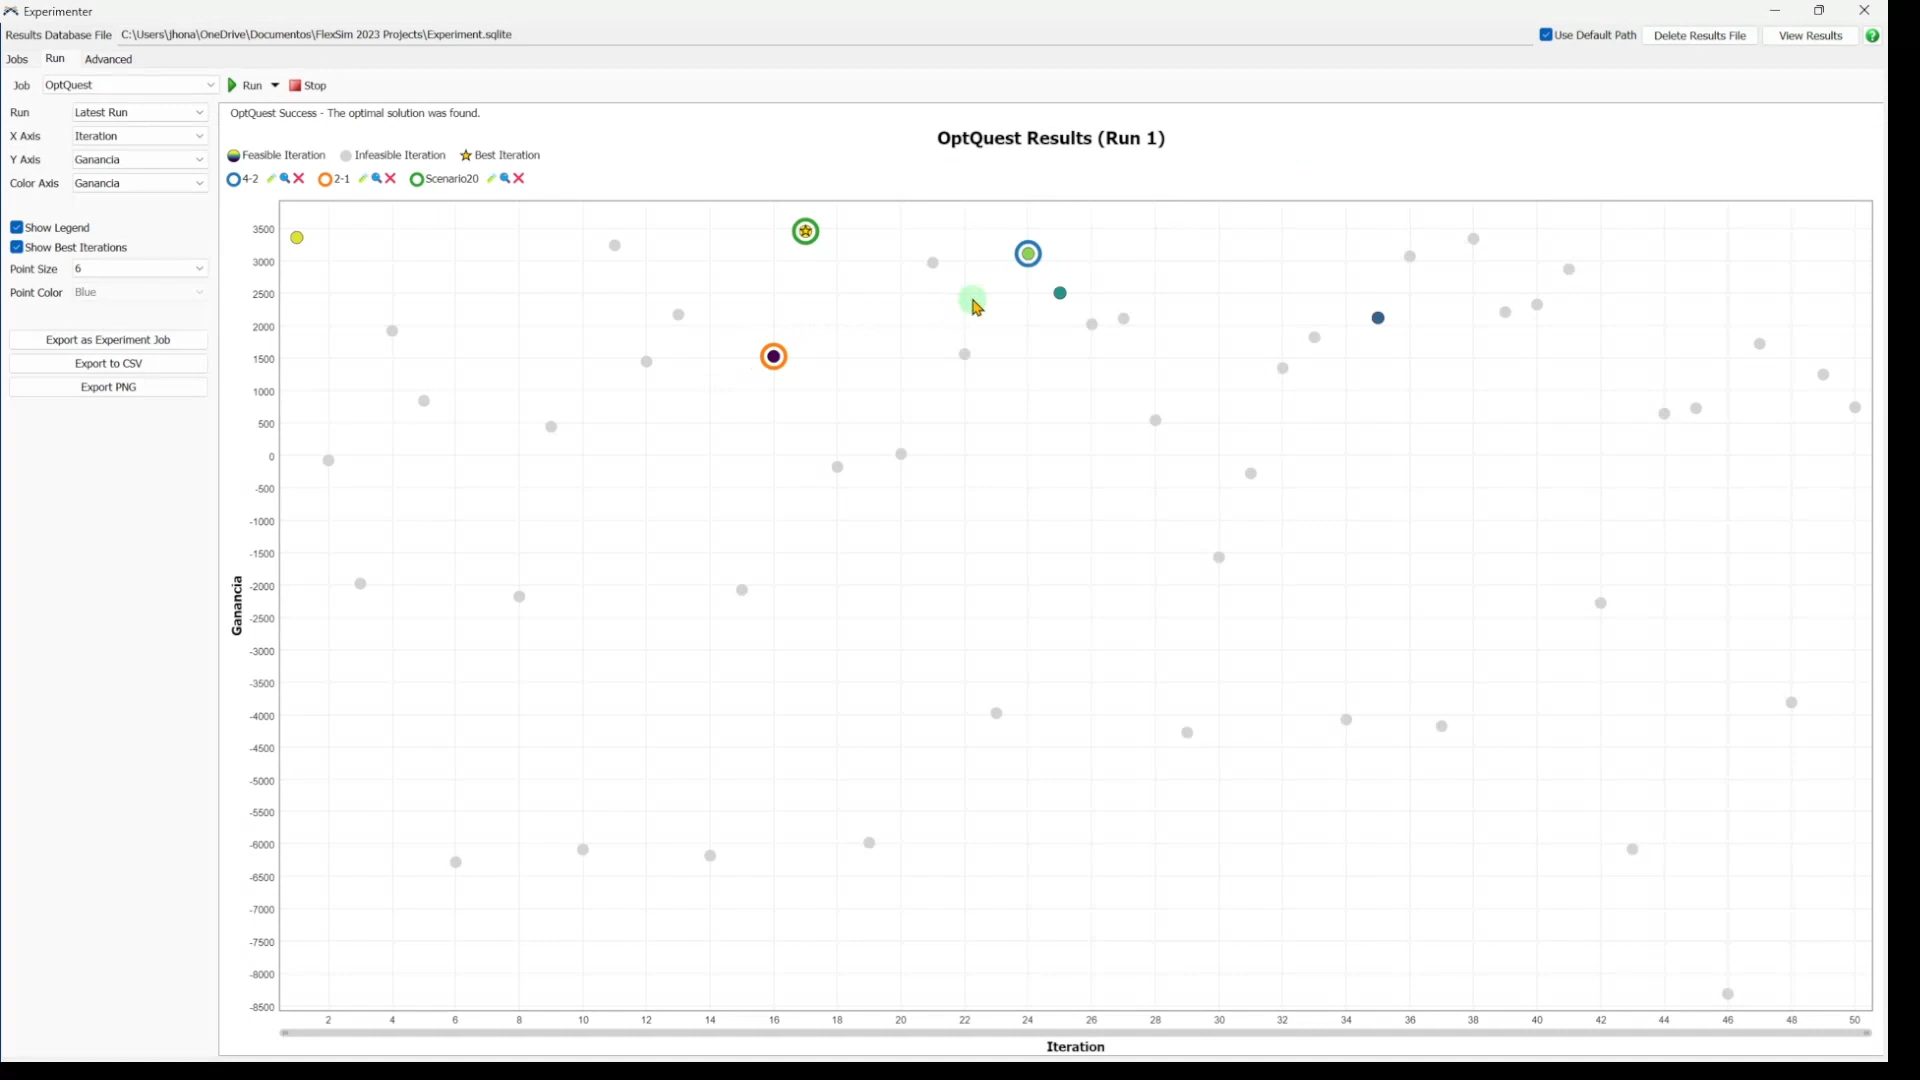 Experimenter
Results Database File C:\Users\jhona\OneDrive\Documentos\FlexSim 2023 Projects\Experiment.sqlite Use Default Path Delete Results File View Results ?
Jobs Run Advanced
Job OptQuest Run Stop
Run Latest Run
X Axis Iteration
Y Axis Ganancia
Color Axis Ganancia
Show Legend
Show Best Iterations
Point Size 6
Point Color Blue
Export as Experiment Job
Export to CSV
Export PNG
OptQuest Success - The optimal solution was found.
OptQuest Results (Run 1)
Feasible Iteration Infeasible Iteration Best Iteration
4-2 2-1 Scenario20
3500
3000
2500
2000
1500
1000
500
0
-500
-1000
-1500
-2000
-2500
-3000
-3500
-4000
-4500
-5000
-5500
-6000
-6500
-7000
-7500
-8000
-8500
Ganancia
2 4 6 8 10 12 14 16 18 20 22 24 26 28 30 32 34 36 38 40 42 44 46 48 50
Iteration